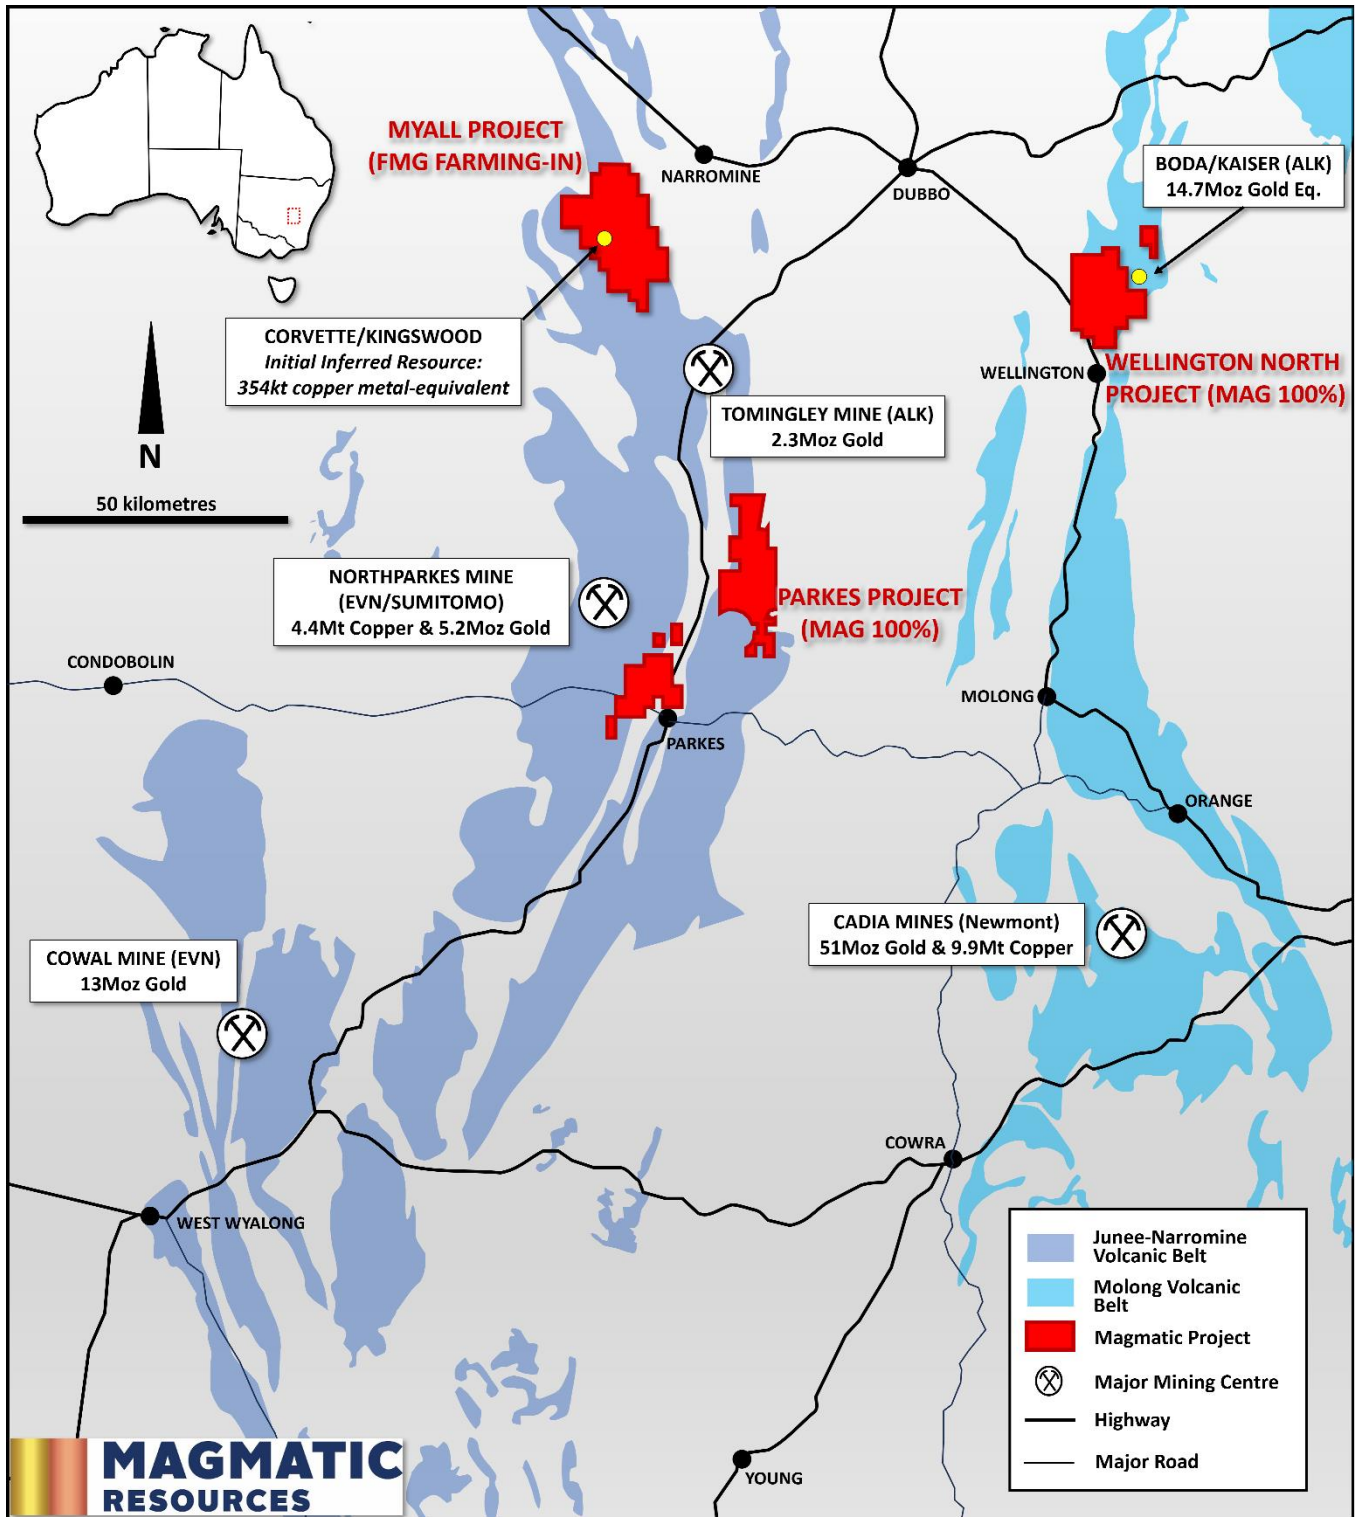 MYALL PROJECT
(FMG FARMING-IN)
NARROMINE
DUBBO
BODA/KAISER (ALK)
14.7Moz Gold Eq.
CORVETTE/KINGSWOOD
Initial Inferred Resource:
354kt copper metal-equivalent
N
50 kilometres
WELLINGTON
WELLINGTON NORTH
PROJECT (MAG 100%)
TOMINGLEY MINE (ALK)
2.3Moz Gold
NORTHPARKES MINE
(EVN/SUMITOMO)
4.4Mt Copper & 5.2Moz Gold
PARKES PROJECT
(MAG 100%)
CONDOBOLIN
MOLONG
PARKES
ORANGE
CADIA MINES (Newmont)
51Moz Gold & 9.9Mt Copper
COWAL MINE (EVN)
13Moz Gold
COWRA
WEST WYALONG
YOUNG
Junee-Narromine
Volcanic Belt
Molong Volcanic
Belt
Magmatic Project
Major Mining Centre
Highway
Major Road
MAGMATIC
RESOURCES